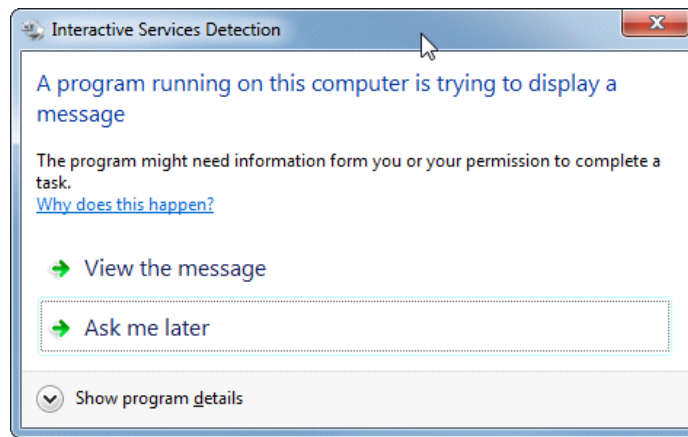 Interactive Services Detection
A program running on this computer is trying to display a
message
The program might need information form you or your permission to complete a
task.
Why does this happen?
View the message
Ask me later
Show program details